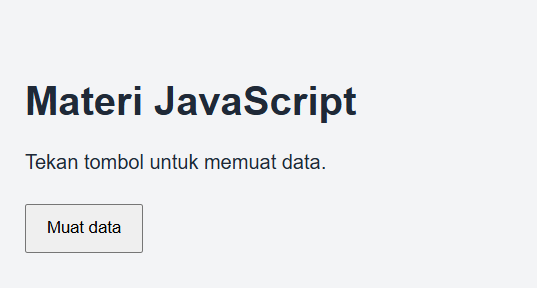 Materi JavaScript
Tekan tombol untuk memuat data.
Muat data